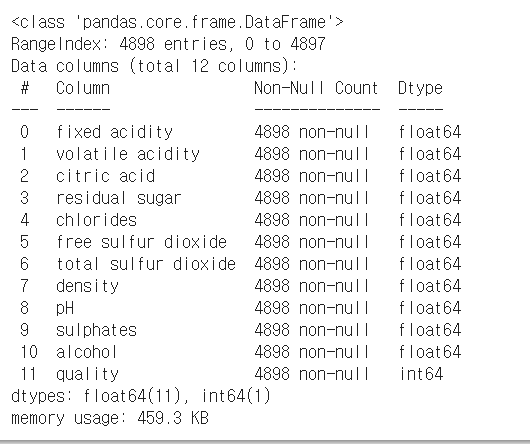 <class 'pandas.core.frame.DataFrame'>
RangeIndex: 4898 entries, 0 to 4897
Data columns (total 12 columns):
 #   Column                Non-Null Count  Dtype
---  ------                --------------  -----
 0   fixed acidity         4898 non-null   float64
 1   volatile acidity      4898 non-null   float64
 2   citric acid           4898 non-null   float64
 3   residual sugar        4898 non-null   float64
 4   chlorides             4898 non-null   float64
 5   free sulfur dioxide   4898 non-null   float64
 6   total sulfur dioxide  4898 non-null   float64
 7   density               4898 non-null   float64
 8   pH                    4898 non-null   float64
 9   sulphates             4898 non-null   float64
 10  alcohol               4898 non-null   float64
 11  quality               4898 non-null   int64
dtypes: float64(11), int64(1)
memory usage: 459.3 KB